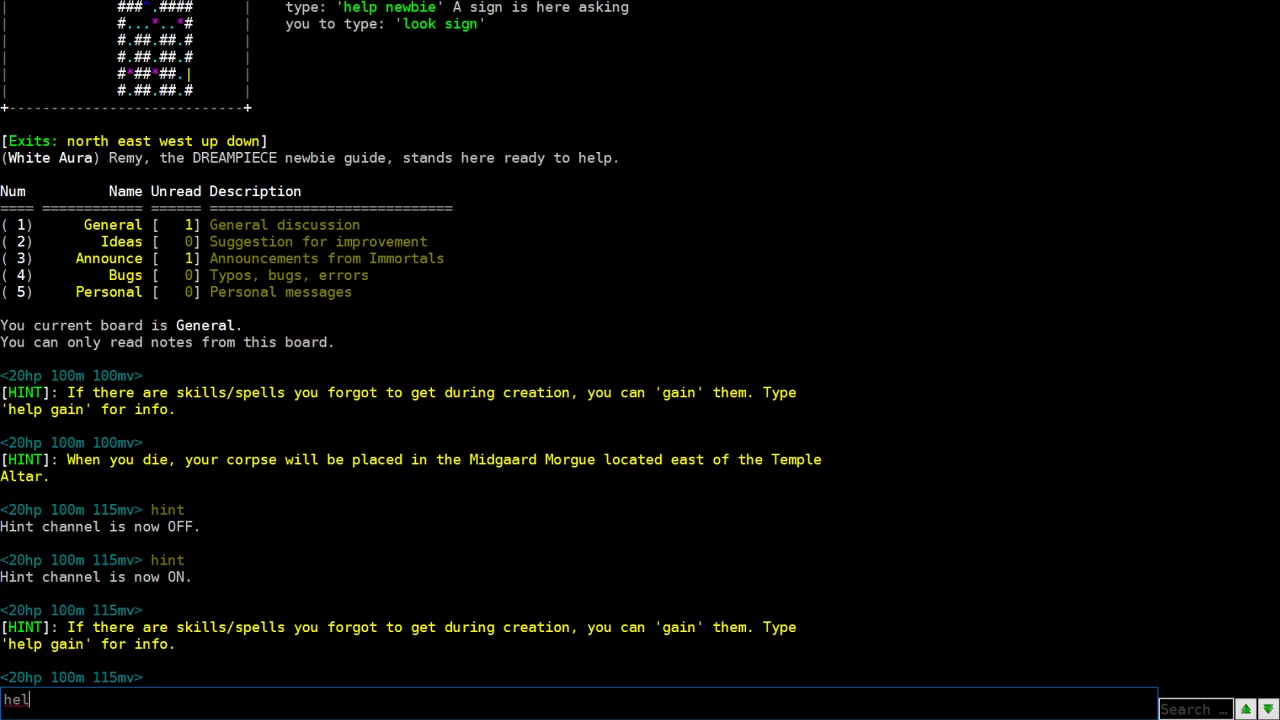 |            ###^.####      |    type: 'help newbie' A sign is here asking
|            #...*..*#      |    you to type: 'look sign'
|            #.##.##.#      |
|            #.##.##.#      |
|            #*##*##.|      |
|            #.##.##.#      |
+----------------------------+
[Exits: north east west up down]
(White Aura) Remy, the DREAMPIECE newbie guide, stands here ready to help.
Num          Name Unread Description
==== ============ ====== =============================
( 1)      General [   1] General discussion
( 2)        Ideas [   0] Suggestion for improvement
( 3)     Announce [   1] Announcements from Immortals
( 4)         Bugs [   0] Typos, bugs, errors
( 5)     Personal [   0] Personal messages
You current board is General.
You can only read notes from this board.
<20hp 100m 100mv>
[HINT]: If there are skills/spells you forgot to get during creation, you can 'gain' them. Type
'help gain' for info.
<20hp 100m 100mv>
[HINT]: When you die, your corpse will be placed in the Midgaard Morgue located east of the Temple
Altar.
<20hp 100m 115mv> hint
Hint channel is now OFF.
<20hp 100m 115mv> hint
Hint channel is now ON.
<20hp 100m 115mv>
[HINT]: If there are skills/spells you forgot to get during creation, you can 'gain' them. Type
'help gain' for info.
<20hp 100m 115mv>
hel
Search ...